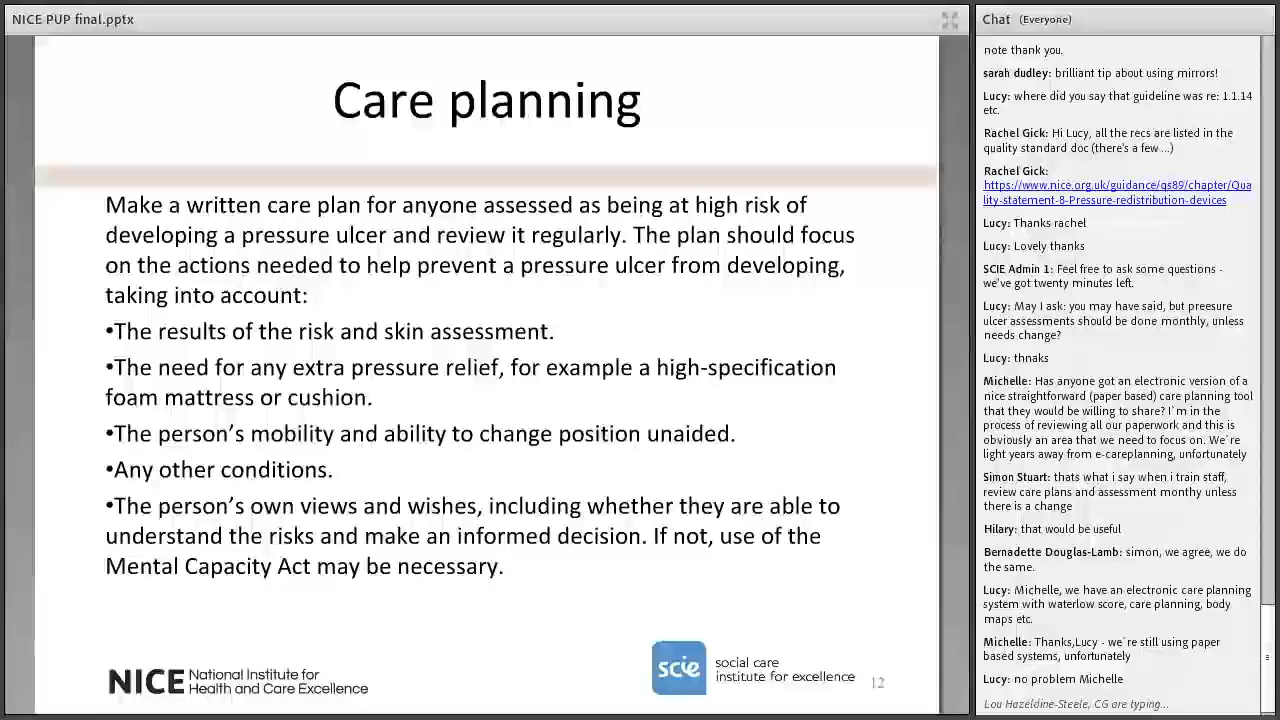 NICE PUP final.pptx
Care planning
Make a written care plan for anyone assessed as being at high risk of
developing a pressure ulcer and review it regularly. The plan should focus
on the actions needed to help prevent a pressure ulcer from developing,
taking into account:
•The results of the risk and skin assessment.
•The need for any extra pressure relief, for example a high-specification
foam mattress or cushion.
•The person’s mobility and ability to change position unaided.
•Any other conditions.
•The person’s own views and wishes, including whether they are able to
understand the risks and make an informed decision. If not, use of the
Mental Capacity Act may be necessary.
NICE National Institute for
Health and Care Excellence
scie social care
institute for excellence
12
Chat (Everyone)
note thank you.
sarah dudley: brilliant tip about using mirrors!
Lucy: where did you say that guideline was re: 1.1.14
etc.
Rachel Gick: Hi Lucy, all the recs are listed in the
quality standard doc (there's a few ...)
Rachel Gick:
https://www.nice.org.uk/guidance/qs89/chapter/Qua
lity-statement-8-Pressure-redistribution-devices
Lucy: Thanks rachel
Lucy: Lovely thanks
SCIE Admin 1: Feel free to ask some questions -
we've got twenty minutes left.
Lucy: May I ask: you may have said, but preesure
ulcer assessments should be done monthly, unless
needs change?
Lucy: thnaks
Michelle: Has anyone got an electronic version of a
nice straightforward (paper based) care planning tool
that they would be willing to share? I`m in the
process of reviewing all our paperwork and this is
obviously an area that we need to focus on. We`re
light years away from e-careplanning, unfortunately
Simon Stuart: thats what i say when i train staff,
review care plans and assessment monthy unless
there is a change
Hilary: that would be useful
Bernadette Douglas-Lamb: simon, we agree, we do
the same.
Lucy: Michelle, we have an electronic care planning
system with waterlow score, care planning, body
maps etc.
Michelle: Thanks,Lucy - we`re still using paper
based systems, unfortunately
Lucy: no problem Michelle
Lou Hazeldine-Steele, CG are typing...